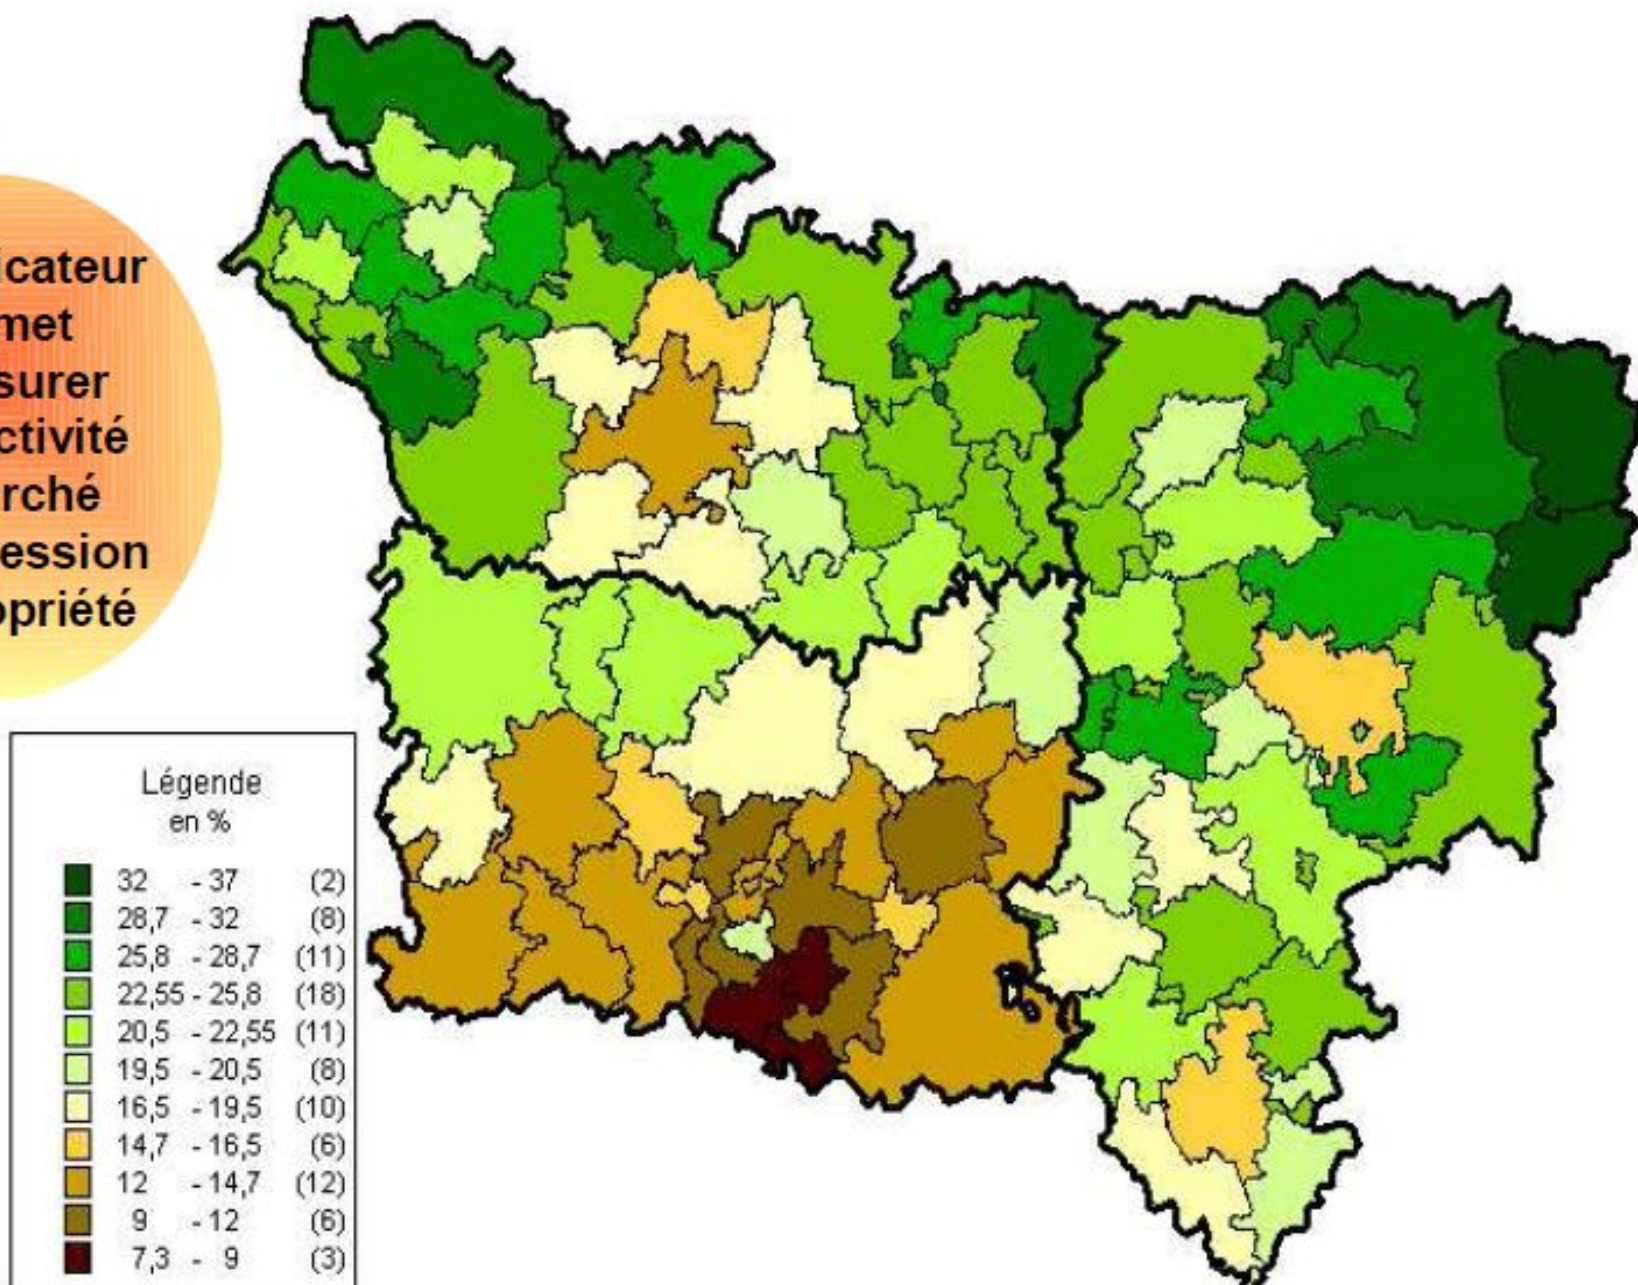 icateur
met
surer
ctivité
rché
ession
opriété
Légende
en %
32 - 37 (2)
28,7 - 32 (8)
25,8 - 28,7 (11)
22,55 - 25,8 (18)
20,5 - 22,55 (11)
19,5 - 20,5 (8)
16,5 - 19,5 (10)
14,7 - 16,5 (6)
12 - 14,7 (12)
9 - 12 (6)
7,3 - 9 (3)